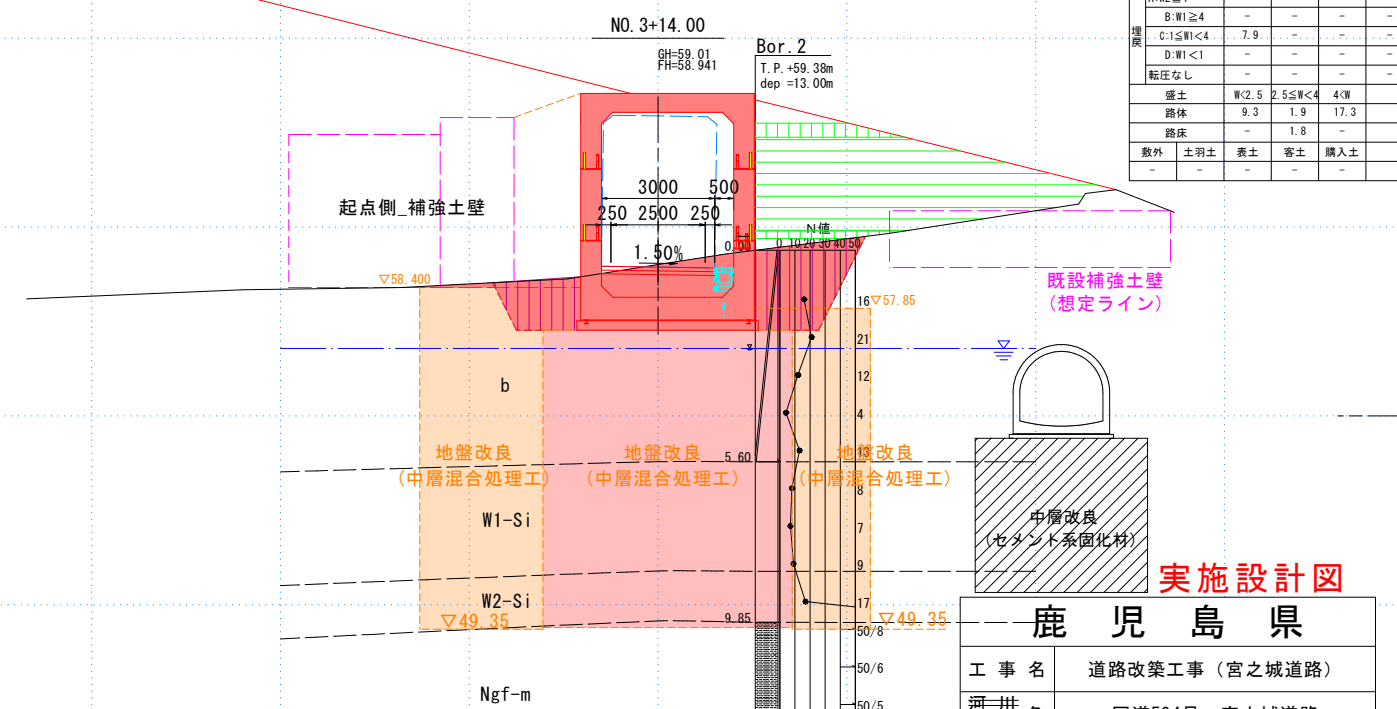 NO.3+14.00
GH=59.01
FH=58.941
Bor.2
T.P.+59.38m
dep =13.00m
B:W1≧4 - - - -
埋戻
C:1≦W1<4 7.9 - - -
D:W1<1 - - - -
転圧なし - - - -
盛土 W<2.5 2.5≦W<4 4<W
路体 9.3 1.9 17.3
路床 - 1.8 -
敷外 土羽土 表土 客土 購入土
- - - - -
起点側_補強土壁
3000 500
250 2500 250
1.50%
N値
0 10 20 30 40 50
▽58.400
▽57.85
既設補強土壁
(想定ライン)
16
21
12
4
13
8
7
9
17
50/8
50/6
50/5
5.60
9.85
b
地盤改良
(中層混合処理工)
地盤改良
(中層混合処理工)
地盤改良
(中層混合処理工)
W1-Si
W2-Si
▽49.35
▽49.35
Ngf-m
中層改良
(セメント系固化材)
実施設計図
鹿児島県
工事名 道路改築工事（宮之城道路）